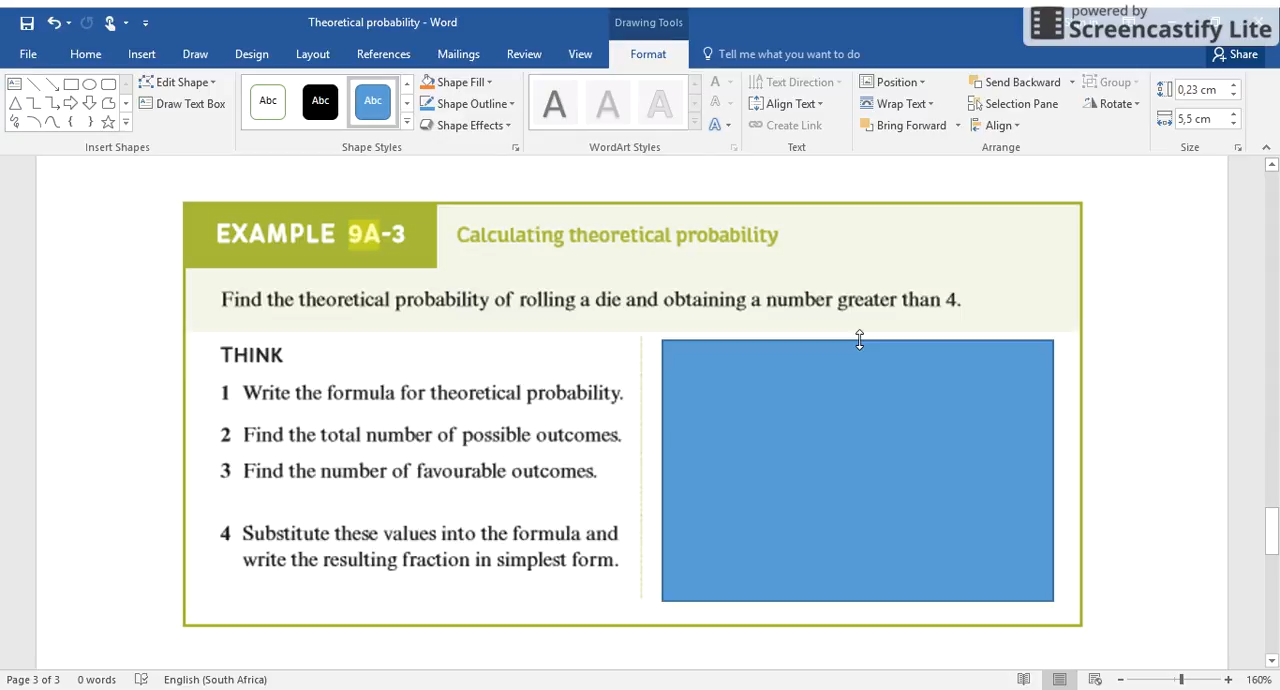 Theoretical probability - Word
Drawing Tools
powered by
Screencastify Lite
File Home Insert Draw Design Layout References Mailings Review View Format Tell me what you want to do Share
Edit Shape
Draw Text Box
Insert Shapes
Abc Abc Abc
Shape Fill
Shape Outline
Shape Effects
Shape Styles
A A A
WordArt Styles
Text Direction
Align Text
Create Link
Text
Position
Wrap Text
Bring Forward
Send Backward
Selection Pane
Align
Group
Rotate
Arrange
0,23 cm
5,5 cm
Size
EXAMPLE 9A-3 Calculating theoretical probability
Find the theoretical probability of rolling a die and obtaining a number greater than 4.
THINK
1 Write the formula for theoretical probability.
2 Find the total number of possible outcomes.
3 Find the number of favourable outcomes.
4 Substitute these values into the formula and
write the resulting fraction in simplest form.
Page 3 of 3 0 words English (South Africa) 160%